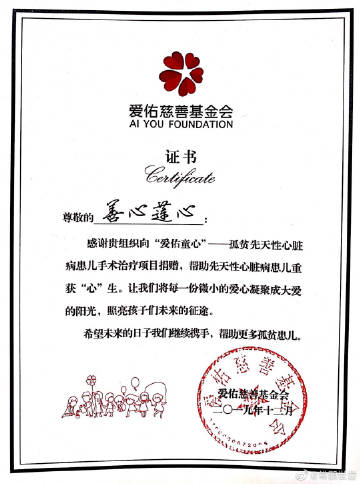 爱佑慈善基金会
AI YOU FOUNDATION
证书
Certificate
尊敬的 善心莲心：
感谢贵组织向“爱佑童心”——孤贫先天性心脏
病患儿手术治疗项目捐赠，帮助先天性心脏病患儿重
获“心”生。让我们将每一份微小的爱心凝聚成大爱
的阳光，照亮孩子们未来的征途。
希望未来的日子我们继续携手，帮助更多孤贫患儿。
爱佑慈善基金会
爱佑慈善基金会
二〇一九年十二月